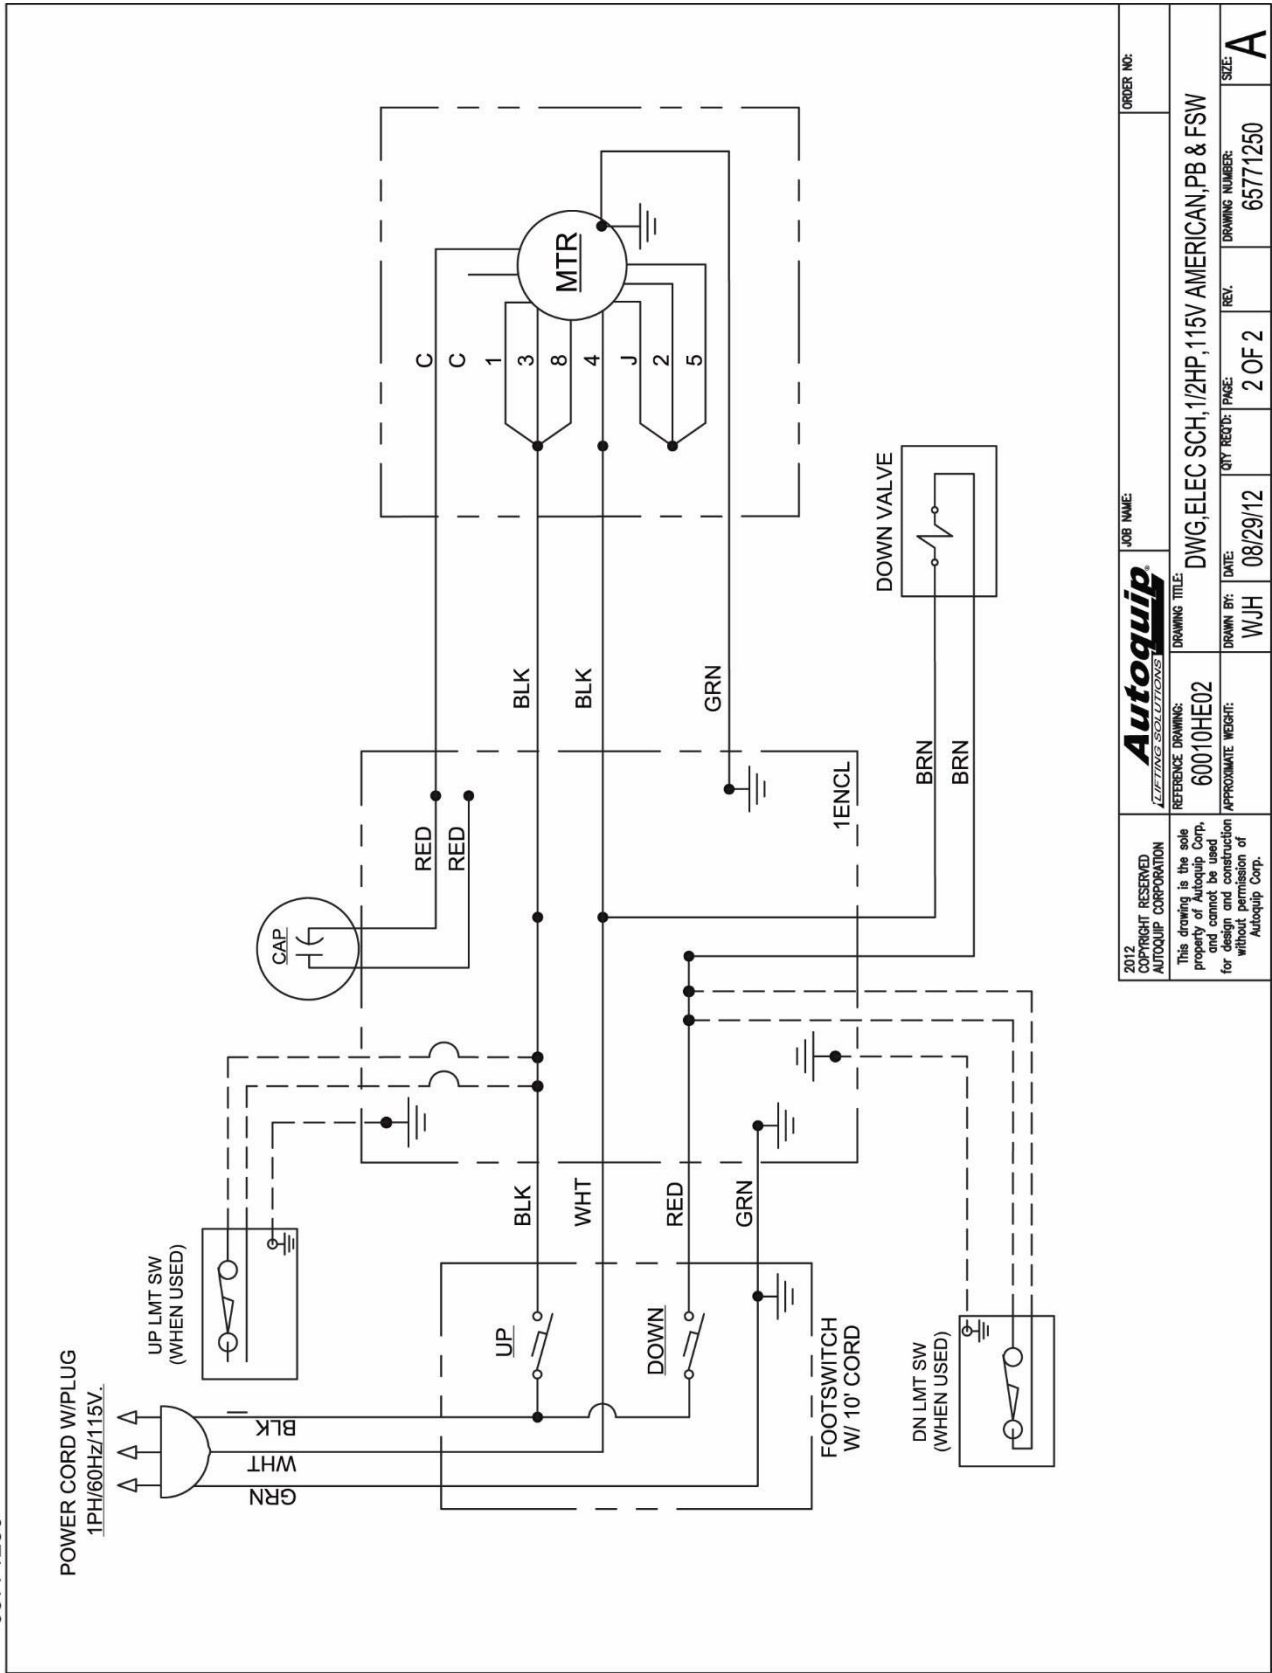 POWER CORD W/PLUG
1PH/60Hz/115V.
UP LMT SW
(WHEN USED)
BLK
WHT
GRN
UP
DOWN
FOOTSWITCH
W/ 10' CORD
DN LMT SW
(WHEN USED)
BLK
WHT
RED
GRN
CAP
RED
RED
1ENCL
BLK
BLK
GRN
BRN
BRN
DOWN VALVE
C
C
1
3
8
4
J
2
5
MTR
2012
COPYRIGHT RESERVED
AUTOQUIP CORPORATION
This drawing is the sole
property of Autoquip Corp,
and cannot be used
for design and construction
without permission of
Autoquip Corp.
Autoquip®
LIFTING SOLUTIONS
JOB NAME:
ORDER NO:
REFERENCE DRAWING:
60010HE02
DRAWING TITLE:
DWG,ELEC SCH,1/2HP,115V AMERICAN,PB & FSW
APPROXIMATE WEIGHT:
DRAWN BY:
WJH
DATE:
08/29/12
QTY REQ'D:
PAGE:
2 OF 2
REV.
DRAWING NUMBER:
65771250
SIZE:
A